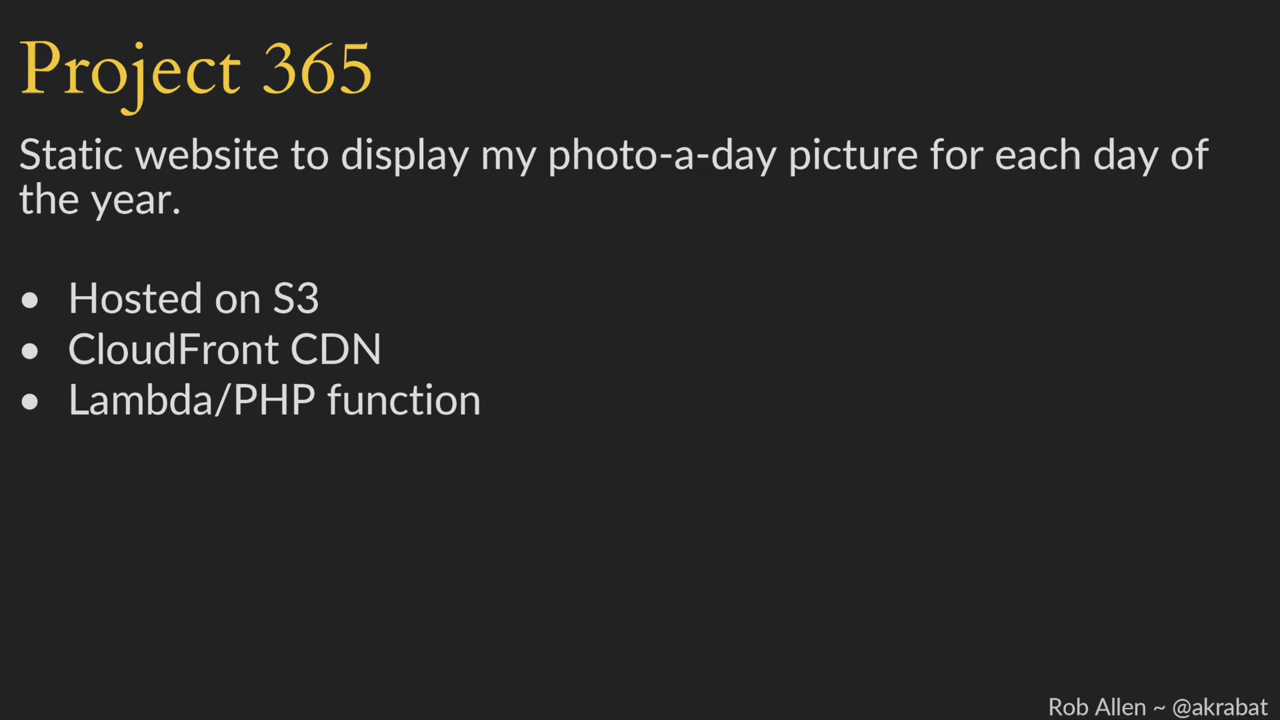 Project 365
Static website to display my photo-a-day picture for each day of
the year.
• Hosted on S3
• CloudFront CDN
• Lambda/PHP function
Rob Allen ~ @akrabat